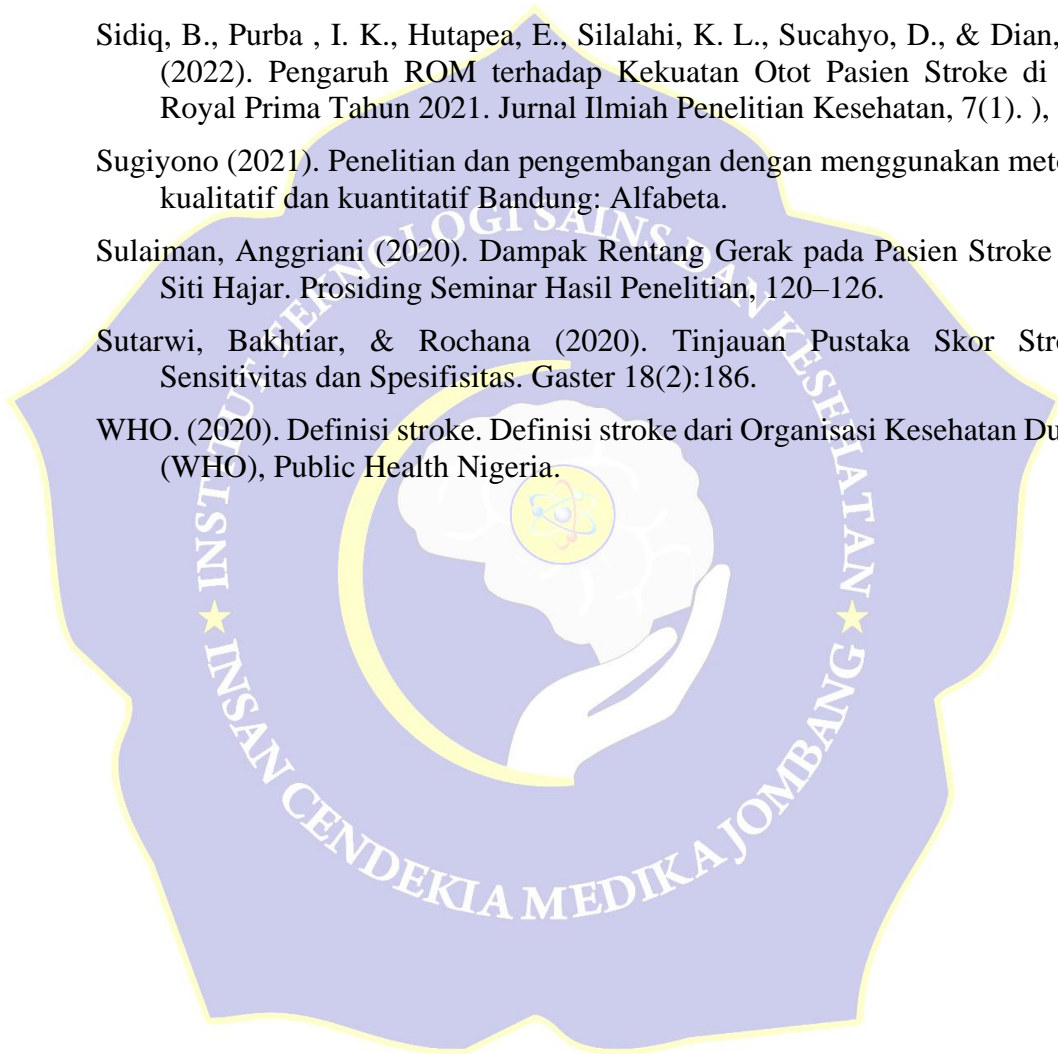 Sidiq, B., Purba , I. K., Hutapea, E., Silalahi, K. L., Sucahyo, D., & Dian,
(2022). Pengaruh ROM terhadap Kekuatan Otot Pasien Stroke di
Royal Prima Tahun 2021. Jurnal Ilmiah Penelitian Kesehatan, 7(1). ),
Sugiyono (2021). Penelitian dan pengembangan dengan menggunakan
kualitatif dan kuantitatif Bandung: Alfabeta.
Sulaiman, Anggriani (2020). Dampak Rentang Gerak pada Pasien Stroke
Siti Hajar. Prosiding Seminar Hasil Penelitian, 120–126.
Sutarwi, Bakhtiar, & Rochana (2020). Tinjauan Pustaka Skor
Sensitivitas dan Spesifisitas. Gaster 18(2):186.
WHO. (2020). Definisi stroke. Definisi stroke dari Organisasi Kesehatan
(WHO), Public Health Nigeria.
INSTITUT TEKNOLOGI SAINS DAN KESEHATAN
INSAN CENDEKIA MEDIKA JOMBANG